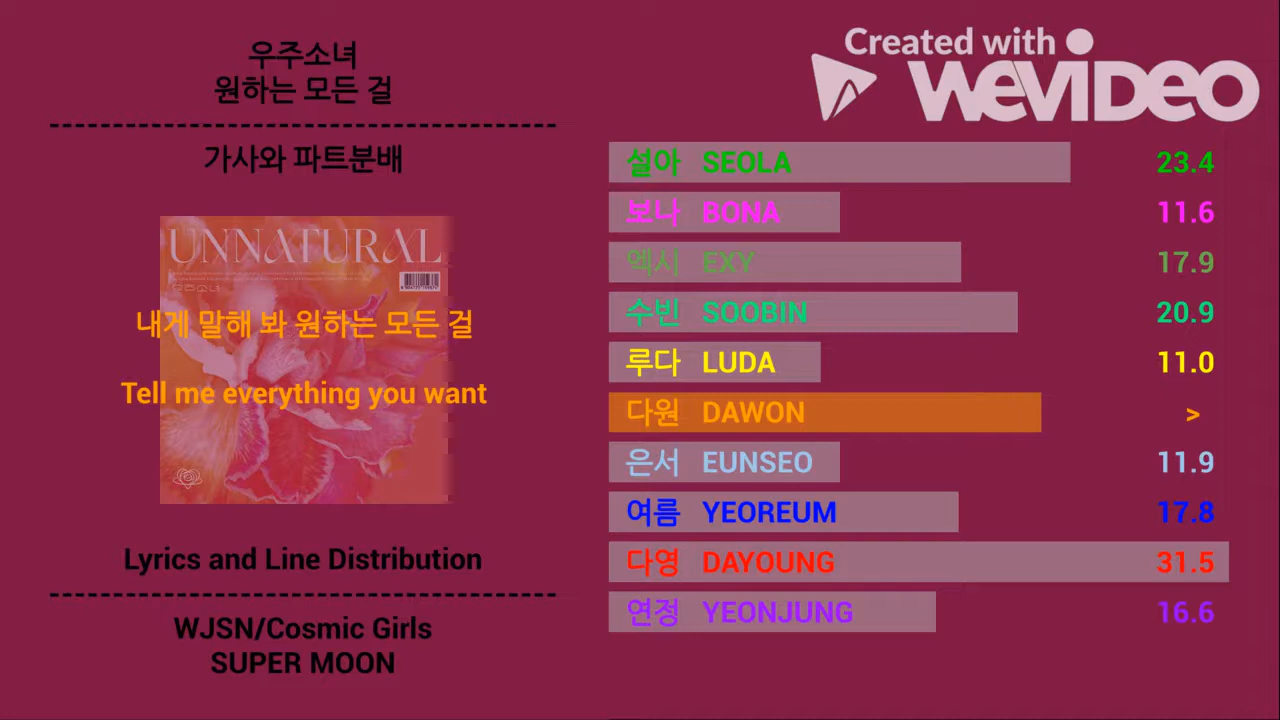 우주소녀
원하는 모든 걸
가사와 파트분배
UNNATURAL
우주소녀
내게 말해 봐 원하는 모든 걸
Tell me everything you want
Lyrics and Line Distribution
WJSN/Cosmic Girls
SUPER MOON
Created with
WEVIDEO
설아 SEOLA 23.4
보나 BONA 11.6
엑시 EXY 17.9
수빈 SOOBIN 20.9
루다 LUDA 11.0
다원 DAWON >
은서 EUNSEO 11.9
여름 YEOREUM 17.8
다영 DAYOUNG 31.5
연정 YEONJUNG 16.6